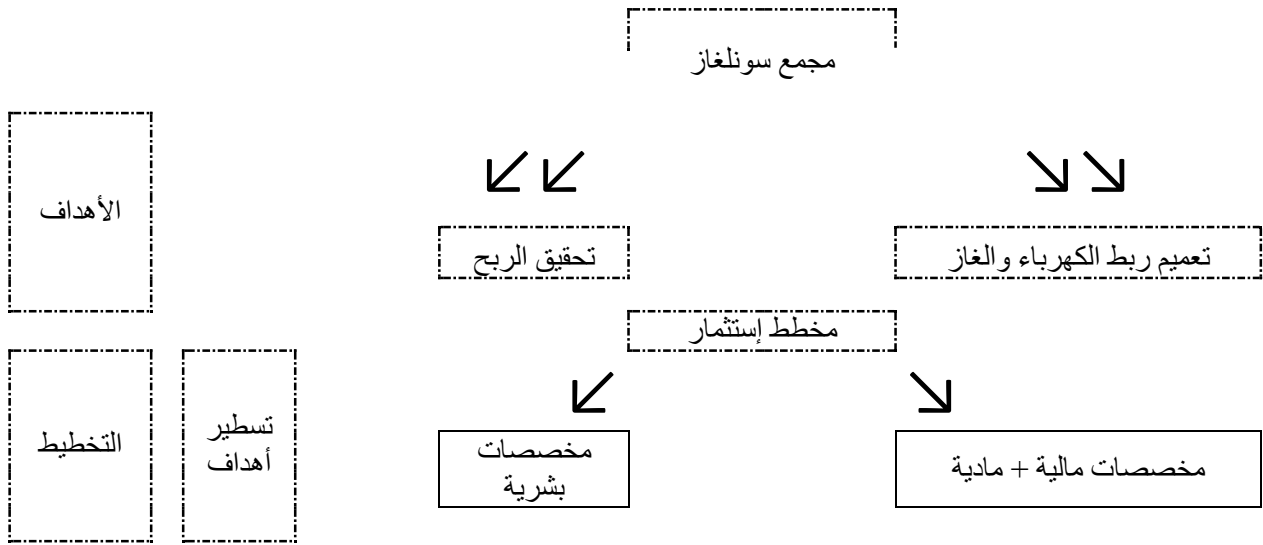 مجمع سونلغاز
الأهداف
تعميم ربط الكهرباء والغاز
تحقيق الربح
مخطط إستثمار
مخصصات مالية + مادية
مخصصات
بشرية
تسطير
أهداف
التخطيط